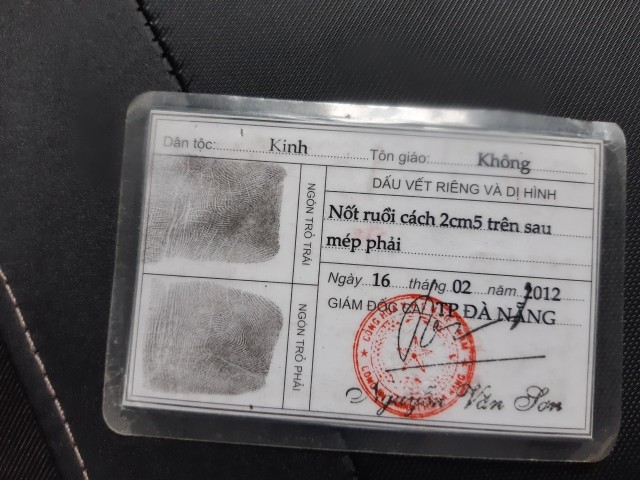 Dân tộc: Kinh Tôn giáo: Không
NGÓN TRỎ TRÁI
DẤU VẾT RIÊNG VÀ DỊ HÌNH
Nốt ruồi cách 2cm5 trên sau
mép phải
NGÓN TRỎ PHẢI
Ngày 16 tháng 02 năm 2012
GIÁM ĐỐC CA TP ĐÀ NẴNG
Nguyễn Văn Sơn